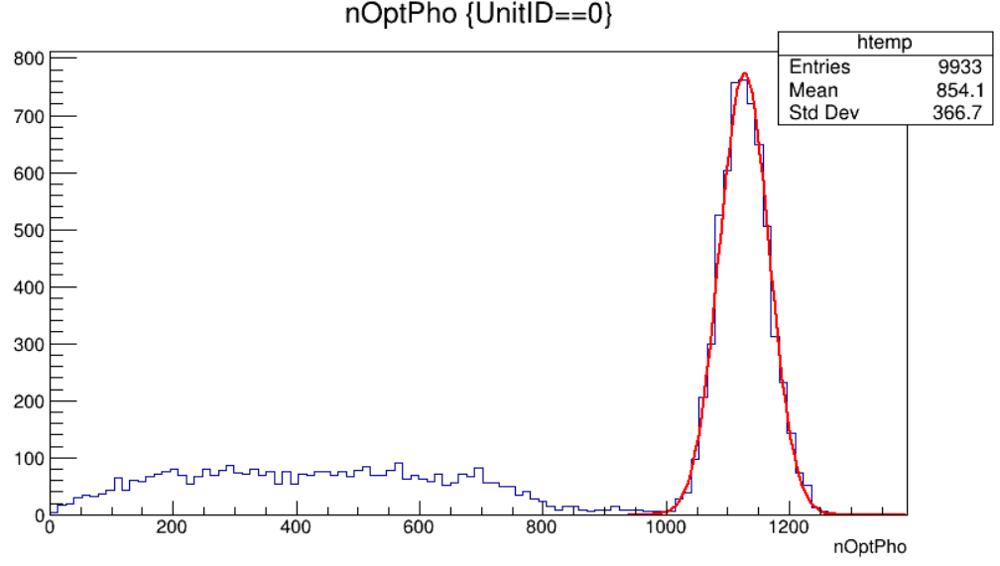 nOptPho {UnitID==0}
htemp
Entries 9933
Mean 854.1
Std Dev 366.7
800
700
600
500
400
300
200
100
0
0 200 400 600 800 1000 1200
nOptPho